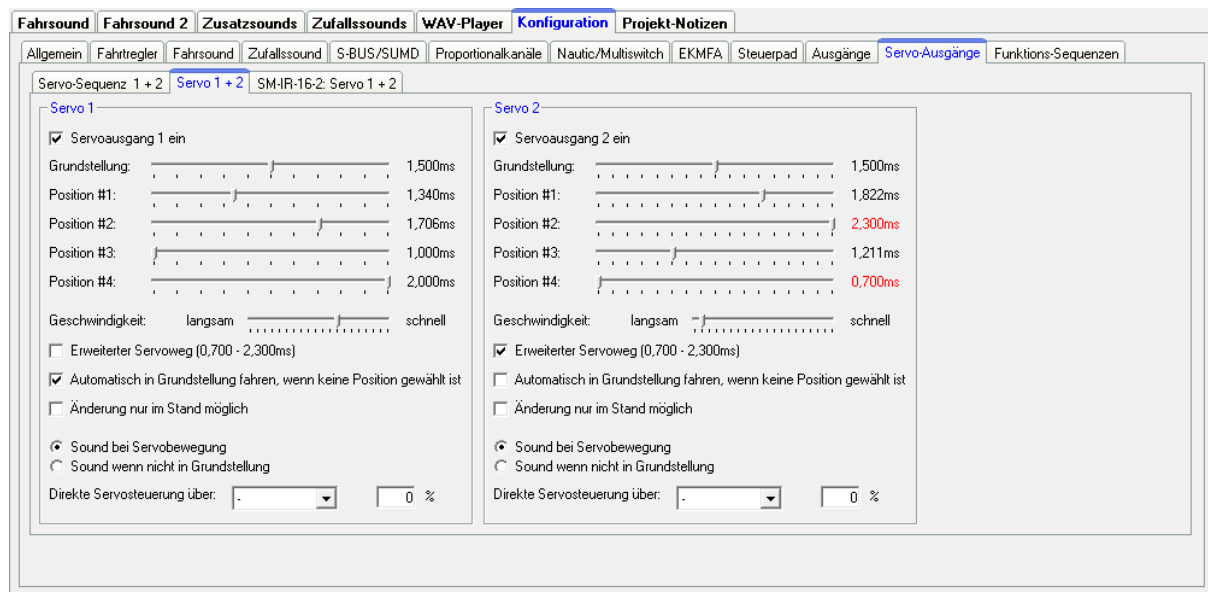 Fahrsound Fahrsound 2 Zusatzsounds Zufallssounds WAV-Player Konfiguration Projekt-Notizen
Allgemein Fahrtregler Fahrsound Zufallssound S-BUS/SUMD Proportionalkanäle Nautic/Multiswitch EKMFA Steuerpad Ausgänge Servo-Ausgänge Funktions-Sequenzen
Servo-Sequenz 1 + 2 Servo 1 + 2 SM-IR-16-2: Servo 1 + 2
Servo 1
Servoausgang 1 ein
Grundstellung: 1,500ms
Position #1: 1,340ms
Position #2: 1,706ms
Position #3: 1,000ms
Position #4: 2,000ms
Geschwindigkeit: langsam schnell
Erweiterter Servoweg (0,700 - 2,300ms)
Automatisch in Grundstellung fahren, wenn keine Position gewählt ist
Änderung nur im Stand möglich
Sound bei Servobewegung
Sound wenn nicht in Grundstellung
Direkte Servosteuerung über: - 0 %
Servo 2
Servoausgang 2 ein
Grundstellung: 1,500ms
Position #1: 1,822ms
Position #2: 2,300ms
Position #3: 1,211ms
Position #4: 0,700ms
Geschwindigkeit: langsam schnell
Erweiterter Servoweg (0,700 - 2,300ms)
Automatisch in Grundstellung fahren, wenn keine Position gewählt ist
Änderung nur im Stand möglich
Sound bei Servobewegung
Sound wenn nicht in Grundstellung
Direkte Servosteuerung über: - 0 %